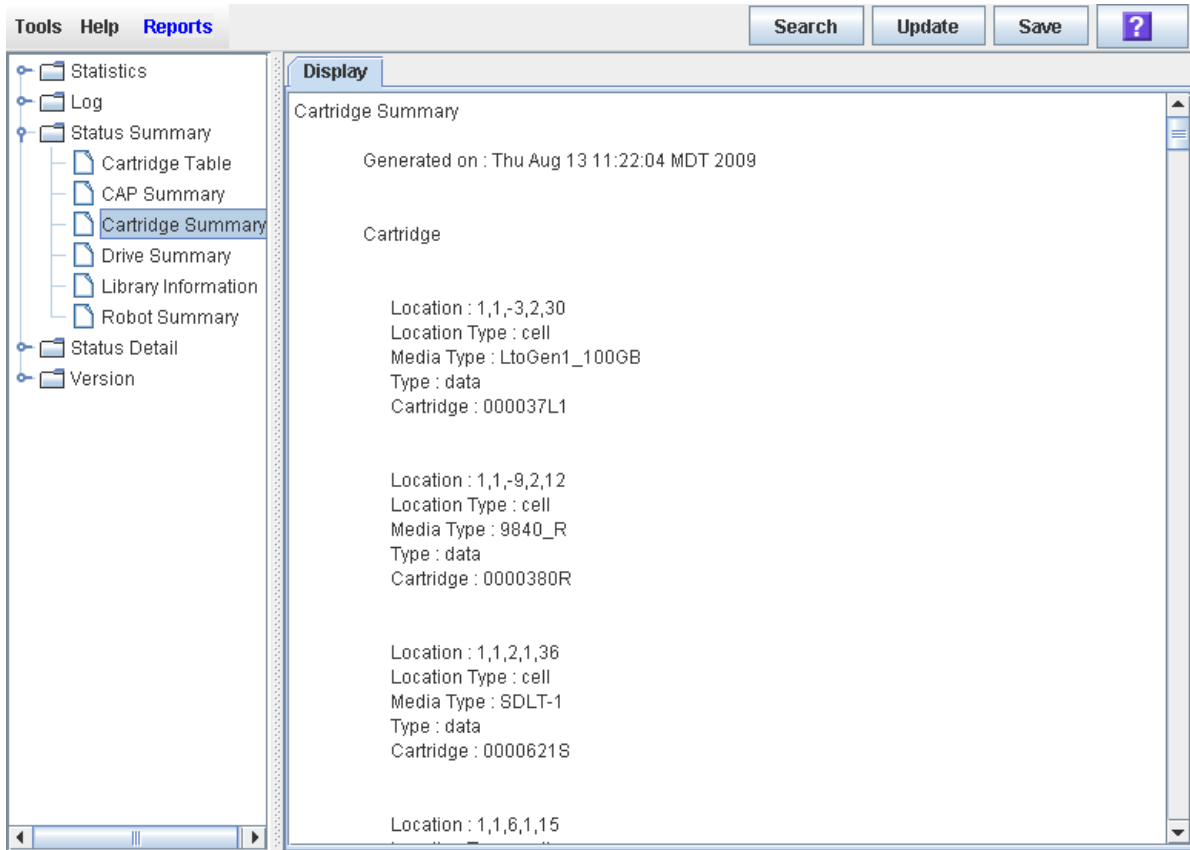 Tools Help Reports
Search Update Save ?
Statistics
Log
Status Summary
Cartridge Table
CAP Summary
Cartridge Summary
Drive Summary
Library Information
Robot Summary
Status Detail
Version
Display
Cartridge Summary
Generated on : Thu Aug 13 11:22:04 MDT 2009
Cartridge
Location : 1,1,-3,2,30
Location Type : cell
Media Type : LtoGen1_100GB
Type : data
Cartridge : 000037L1
Location : 1,1,-9,2,12
Location Type : cell
Media Type : 9840_R
Type : data
Cartridge : 0000380R
Location : 1,1,2,1,36
Location Type : cell
Media Type : SDLT-1
Type : data
Cartridge : 0000621S
Location : 1,1,6,1,15